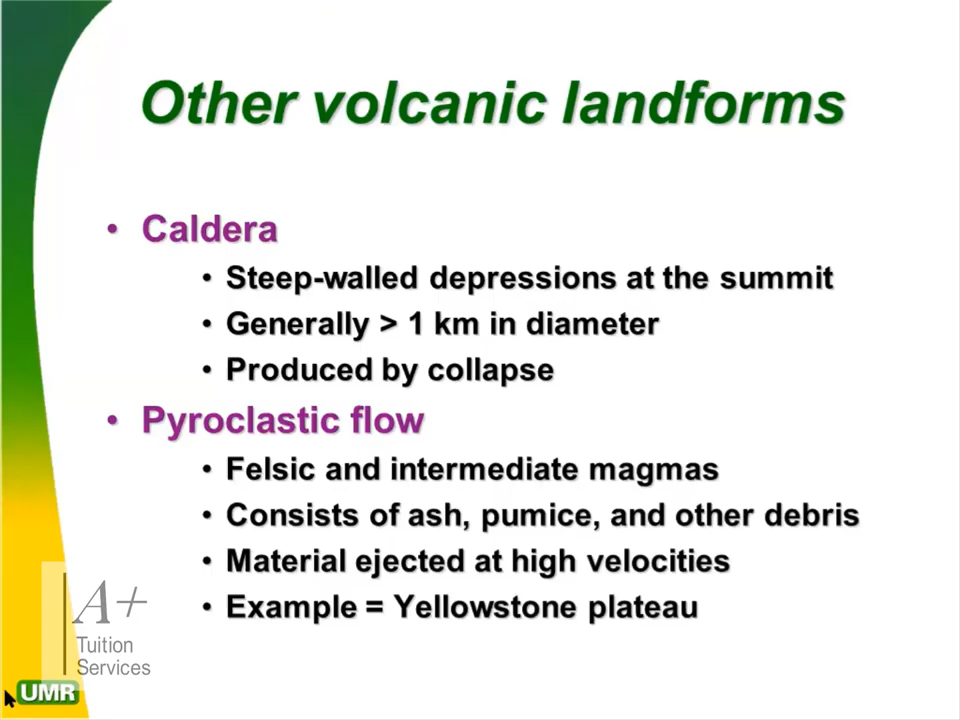 Other volcanic landforms
• Caldera
• Steep-walled depressions at the summit
• Generally > 1 km in diameter
• Produced by collapse
• Pyroclastic flow
• Felsic and intermediate magmas
• Consists of ash, pumice, and other debris
• Material ejected at high velocities
• Example = Yellowstone plateau
A+
Tuition
Services
UMR